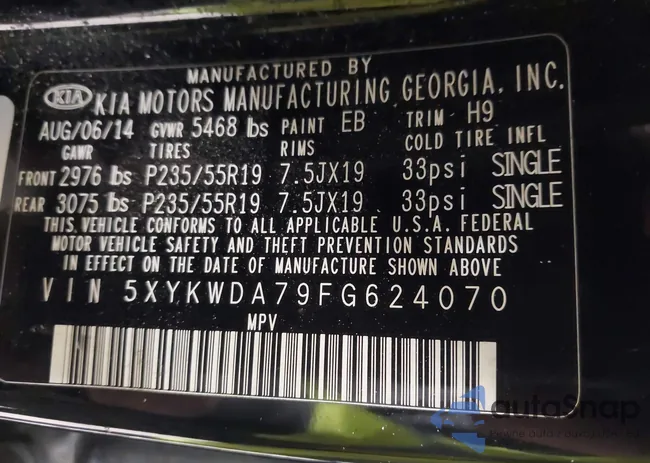 MANUFACTURED BY
KIA KIA MOTORS MANUFACTURING GEORGIA, INC.
AUG/06/14 GVWR 5468 lbs PAINT EB TRIM H9
GAWR TIRES RIMS COLD TIRE INFL
FRONT 2976 lbs P235/55R19 7.5JX19 33psi SINGLE
REAR 3075 lbs P235/55R19 7.5JX19 33psi SINGLE
THIS VEHICLE CONFORMS TO ALL APPLICABLE U.S.A. FEDERAL
MOTOR VEHICLE SAFETY AND THEFT PREVENTION STANDARDS
IN EFFECT ON THE DATE OF MANUFACTURE SHOWN ABOVE
VIN 5XYKWDA79FG624070
MPV
autoSnap